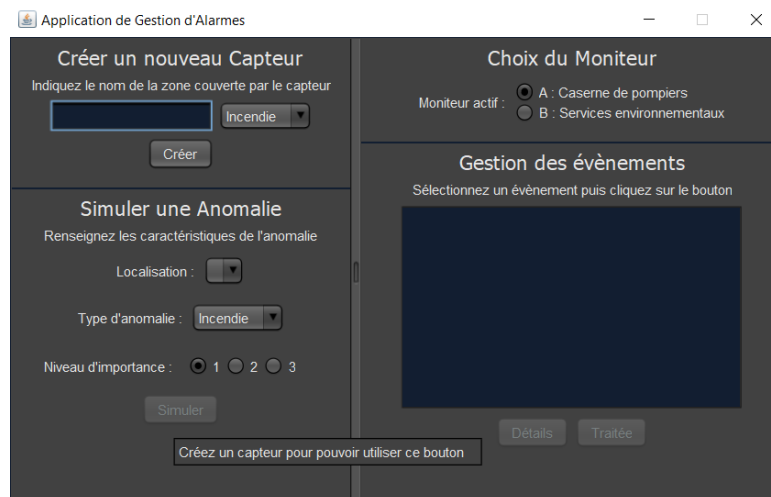 Application de Gestion d'Alarmes
Créer un nouveau Capteur
Indiquez le nom de la zone couverte par le capteur
Incendie
Créer
Simuler une Anomalie
Renseignez les caractéristiques de l'anomalie
Localisation :
Type d'anomalie : Incendie
Niveau d'importance : 1 2 3
Simuler
Créez un capteur pour pouvoir utiliser ce bouton
Choix du Moniteur
Moniteur actif : A : Caserne de pompiers
B : Services environnementaux
Gestion des évènements
Sélectionnez un évènement puis cliquez sur le bouton
Détails Traitée